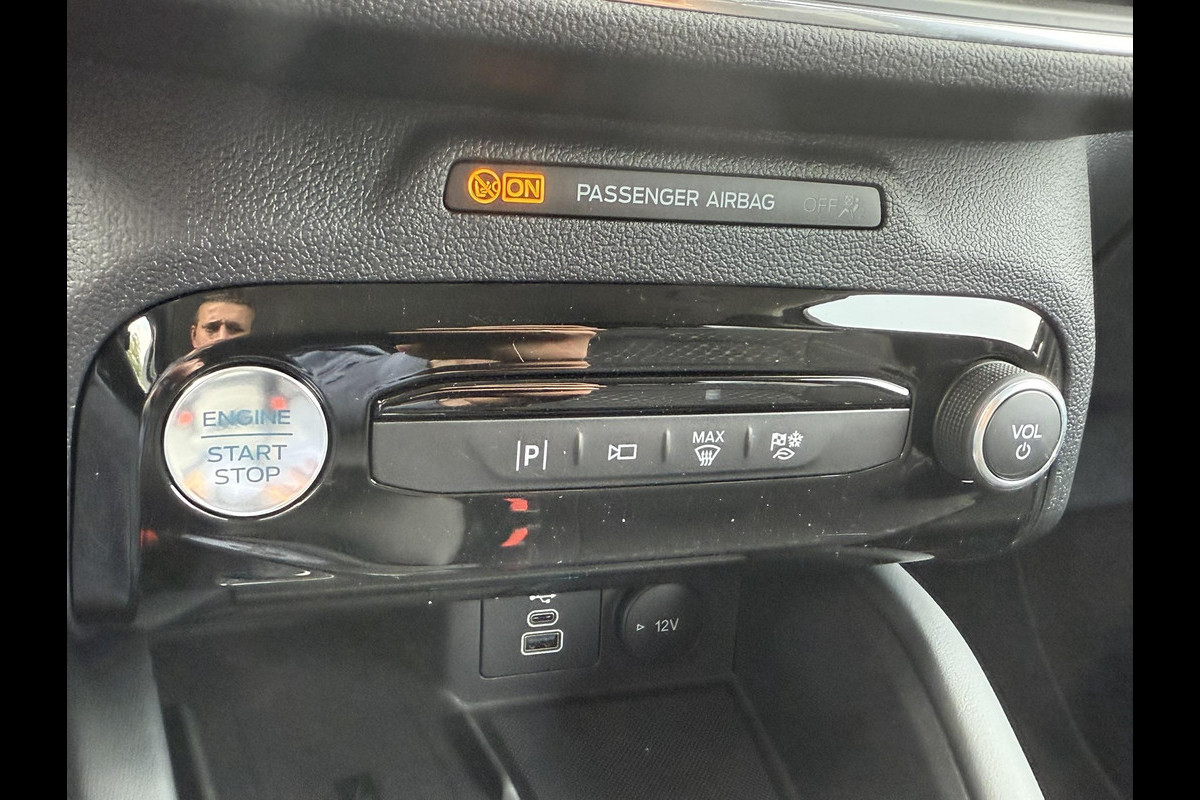 ON PASSENGER AIRBAG OFF
ENGINE
START
STOP
|P|
MAX
VOL
12V